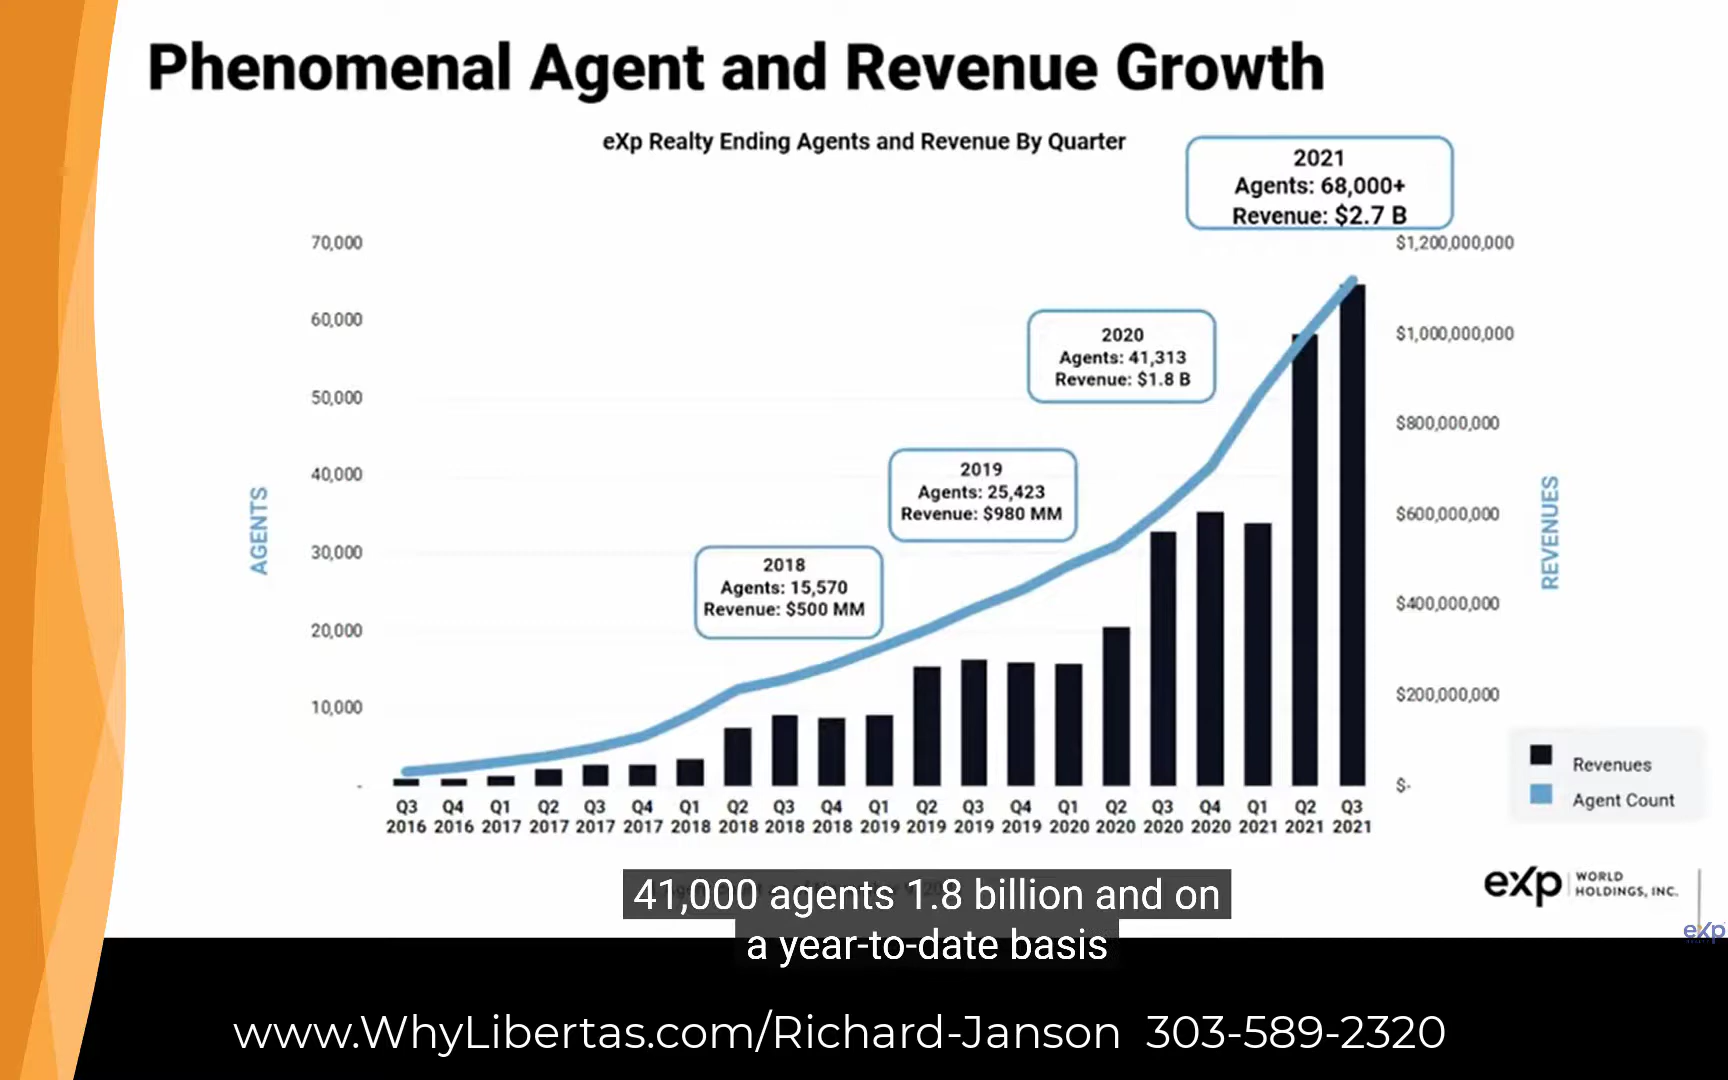 Phenomenal Agent and Revenue Growth
eXp Realty Ending Agents and Revenue By Quarter
2021
Agents: 68,000+
Revenue: $2.7 B
2020
Agents: 41,313
Revenue: $1.8 B
2019
Agents: 25,423
Revenue: $980 MM
2018
Agents: 15,570
Revenue: $500 MM
AGENTS
70,000
60,000
50,000
40,000
30,000
20,000
10,000
-
$1,200,000,000
$1,000,000,000
$800,000,000
$600,000,000
$400,000,000
$200,000,000
$-
REVENUES
Q3 Q4 Q1 Q2 Q3 Q4 Q1 Q2 Q3 Q4 Q1 Q2 Q3 Q4 Q1 Q2 Q3 Q4 Q1 Q2 Q3
2016 2016 2017 2017 2017 2017 2018 2018 2018 2018 2019 2019 2019 2019 2020 2020 2020 2020 2021 2021 2021
Revenues
Agent Count
eXp WORLD
HOLDINGS, INC.
eXp
41,000 agents 1.8 billion and on
a year-to-date basis
www.WhyLibertas.com/Richard-Janson 303-589-2320